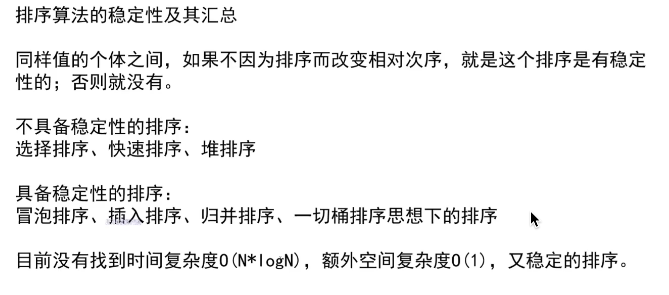 排序算法的稳定性及其汇总
同样值的个体之间，如果不因为排序而改变相对次序，就是这个排序是有稳定
性的；否则就没有。
不具备稳定性的排序：
选择排序、快速排序、堆排序
具备稳定性的排序：
冒泡排序、插入排序、归并排序、一切桶排序思想下的排序
目前没有找到时间复杂度O(N*logN)，额外空间复杂度O(1)，又稳定的排序。